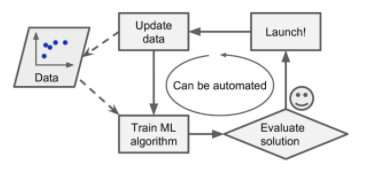 Update
data
Launch!
Data
Can be automated
Train ML
algorithm
Evaluate
solution